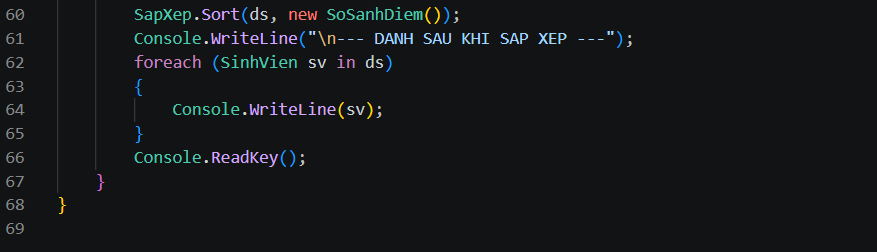 60 SapXep.Sort(ds, new SoSanhDiem());
61 Console.WriteLine("\n--- DANH SAU KHI SAP XEP ---");
62 foreach (SinhVien sv in ds)
63 {
64 Console.WriteLine(sv);
65 }
66 Console.ReadKey();
67 }
68 }
69